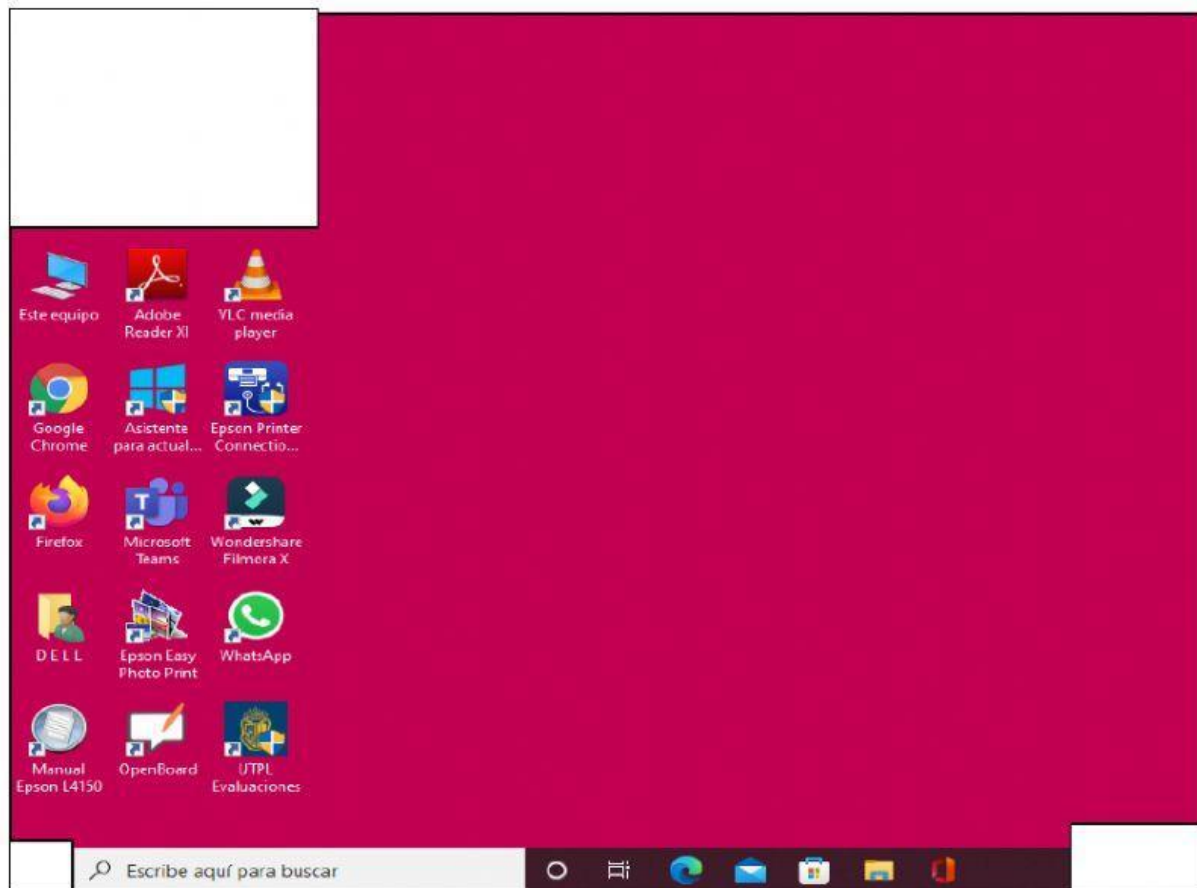 Este equipo
Adobe
Reader XI
VLC media
player
Google
Chrome
Asistente
para actual...
Epson Printer
Connectio...
Firefox
Microsoft
Teams
Wondershare
Filmora X
D E L L
Epson Easy
Photo Print
WhatsApp
Manual
Epson L4150
OpenBoard
UTPL
Evaluaciones
Escribe aquí para buscar